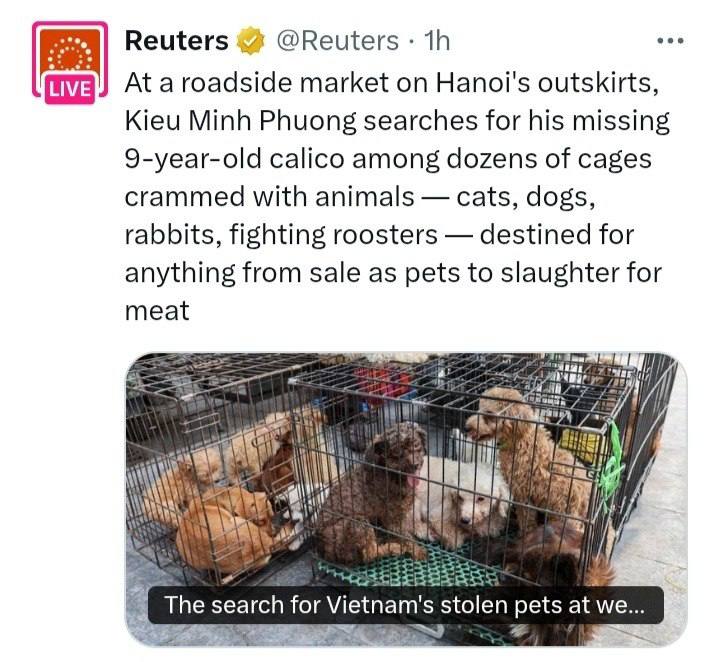 Reuters @Reuters · 1h
LIVE
At a roadside market on Hanoi's outskirts,
Kieu Minh Phuong searches for his missing
9-year-old calico among dozens of cages
crammed with animals — cats, dogs,
rabbits, fighting roosters — destined for
anything from sale as pets to slaughter for
meat
The search for Vietnam's stolen pets at we...